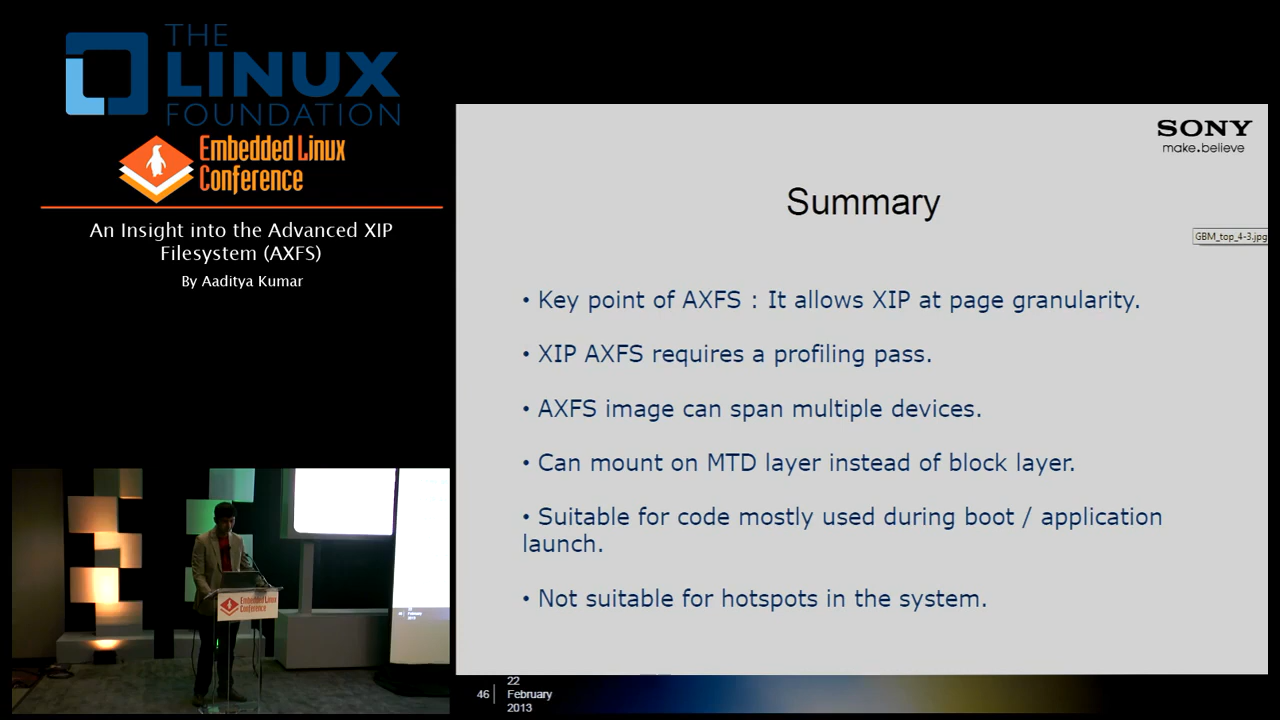 THE
LINUX
FOUNDATION
Embedded Linux
Conference
An Insight into the Advanced XIP
Filesystem (AXFS)
By Aaditya Kumar
SONY
make.believe
Summary
GBM_top_4-3.jpg
• Key point of AXFS : It allows XIP at page granularity.
• XIP AXFS requires a profiling pass.
• AXFS image can span multiple devices.
• Can mount on MTD layer instead of block layer.
• Suitable for code mostly used during boot / application
launch.
• Not suitable for hotspots in the system.
46
22
February
2013
Embedded Linux
Conference